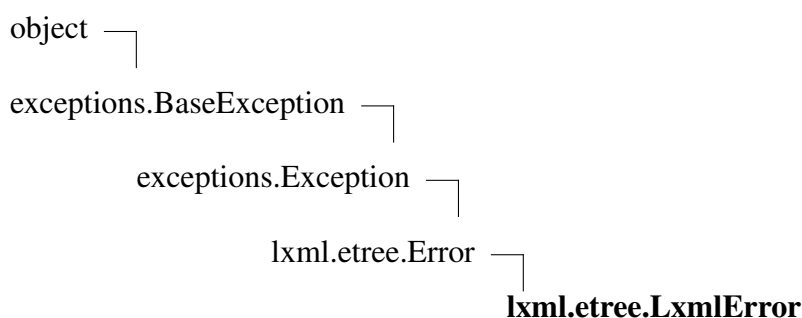 object
exceptions.BaseException
exceptions.Exception
lxml.etree.Error
lxml.etree.LxmlError